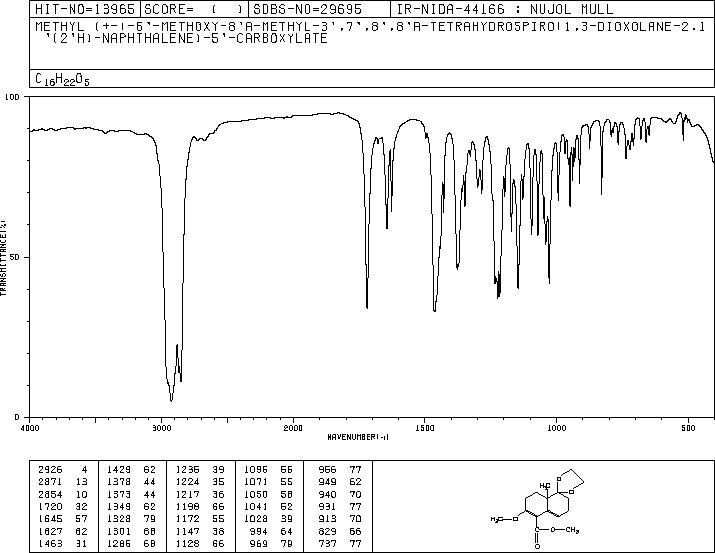 HIT-NO=13965 SCORE= ( ) SDBS-NO=29695 IR-NIDA-44166 : NUJOL MULL
METHYL (+-)-6'-METHOXY-8'A-METHYL-3',7',8',8'A-TETRAHYDROSPIRO(1,3-DIOXOLANE-2,1
'(2'H)-NAPHTHALENE)-5'-CARBOXYLATE
C16H22O5
100
50
0
TRANSMITTANCE(%)
4000 3000 2000 1500 1000 500
WAVENUMBER(-1)
2926 4 1429 62 1236 39 1096 55 966 77
2871 13 1378 44 1224 35 1071 55 949 62
2854 10 1373 44 1217 36 1050 58 940 70
1720 32 1349 62 1198 66 1041 52 931 77
1645 57 1328 79 1172 55 1028 39 913 70
1627 62 1301 68 1147 38 994 64 829 66
1463 31 1286 68 1128 66 969 79 737 77
O
H3C O
H3C O
C O CH3
O